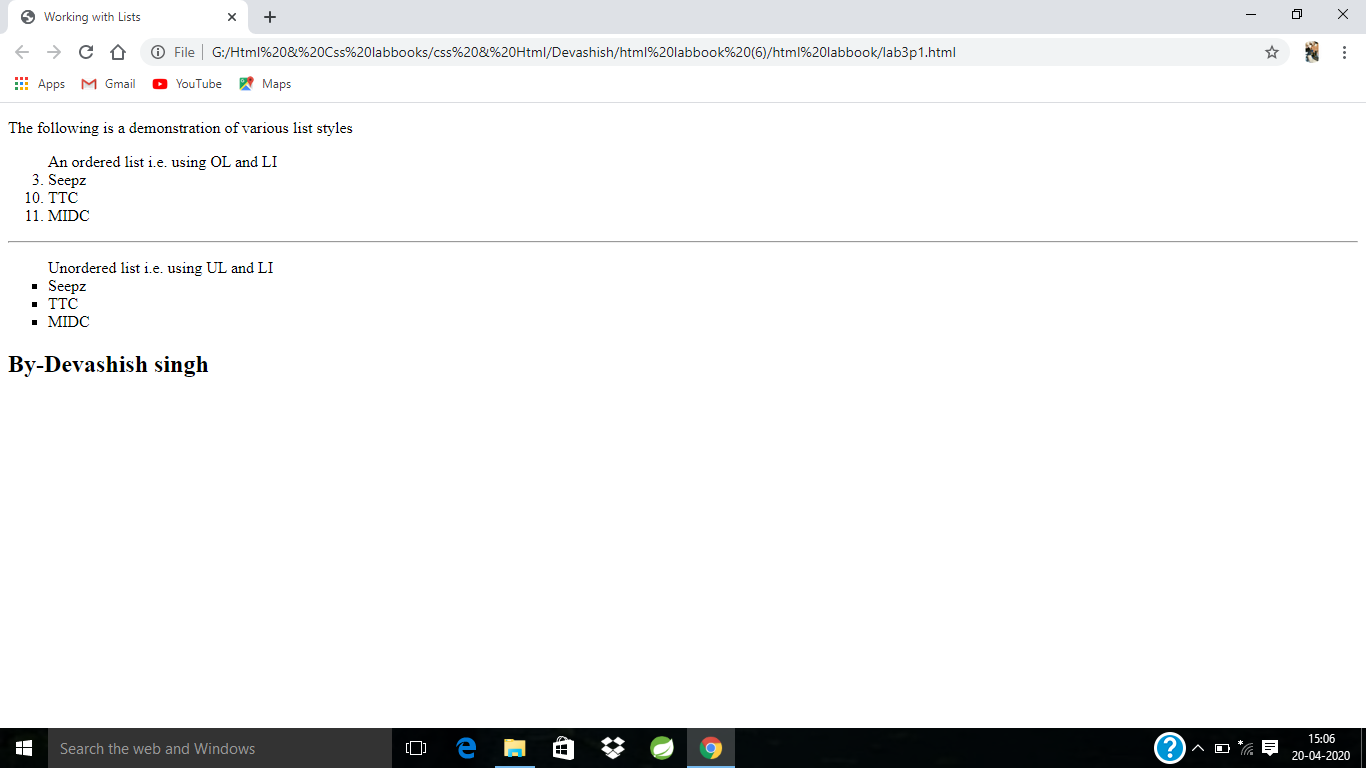 Working with Lists
File
G:/Html%20&%20Css%20labbooks/css%20&%20Html/Devashish/html%20labbook%20(6)/html%20labbook/lab3p1.html
Apps Gmail YouTube Maps
The following is a demonstration of various list styles
An ordered list i.e. using OL and LI
3. Seepz
10. TTC
11. MIDC
Unordered list i.e. using UL and LI
Seepz
TTC
MIDC
By-Devashish singh
Search the web and Windows
15:06
20-04-2020